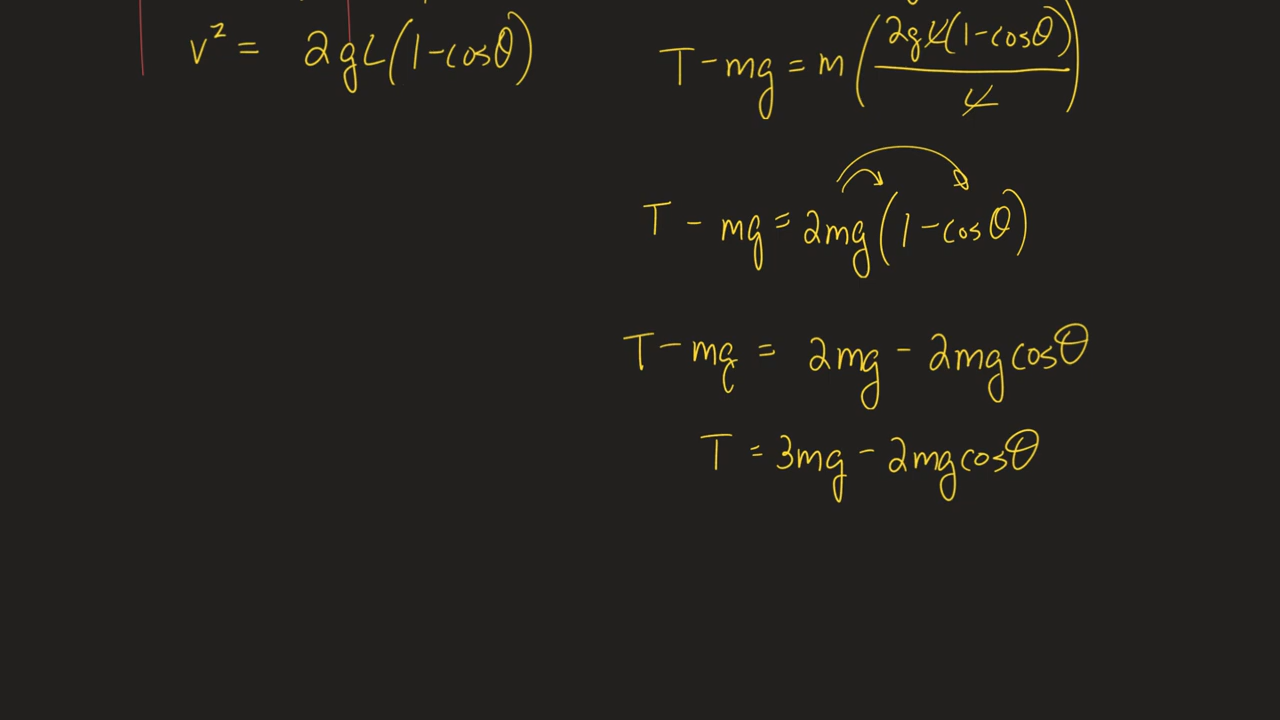 v² = 2gL(1-cosθ)
T-mg = m(2gL(1-cosθ)/L)
T - mg = 2mg(1-cosθ)
T-mg = 2mg - 2mgcosθ
T = 3mg - 2mgcosθ